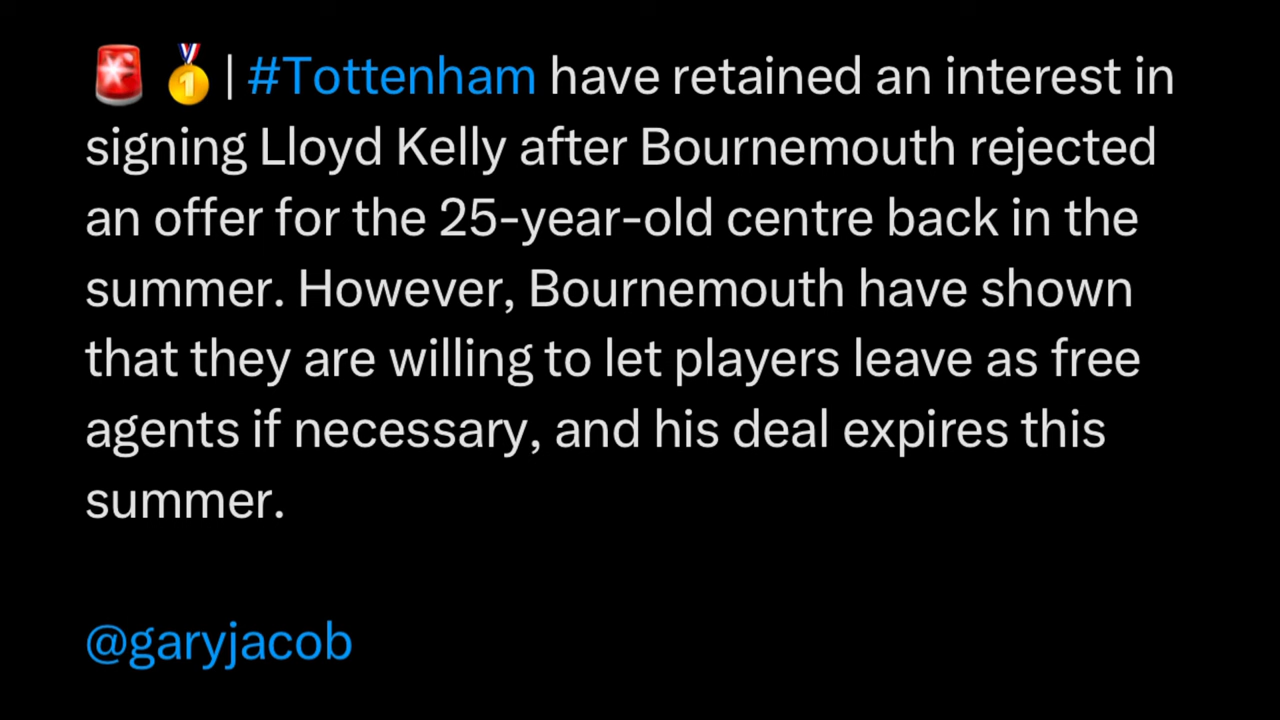 🚨🥇| #Tottenham have retained an interest in
signing Lloyd Kelly after Bournemouth rejected
an offer for the 25-year-old centre back in the
summer. However, Bournemouth have shown
that they are willing to let players leave as free
agents if necessary, and his deal expires this
summer.
@garyjacob